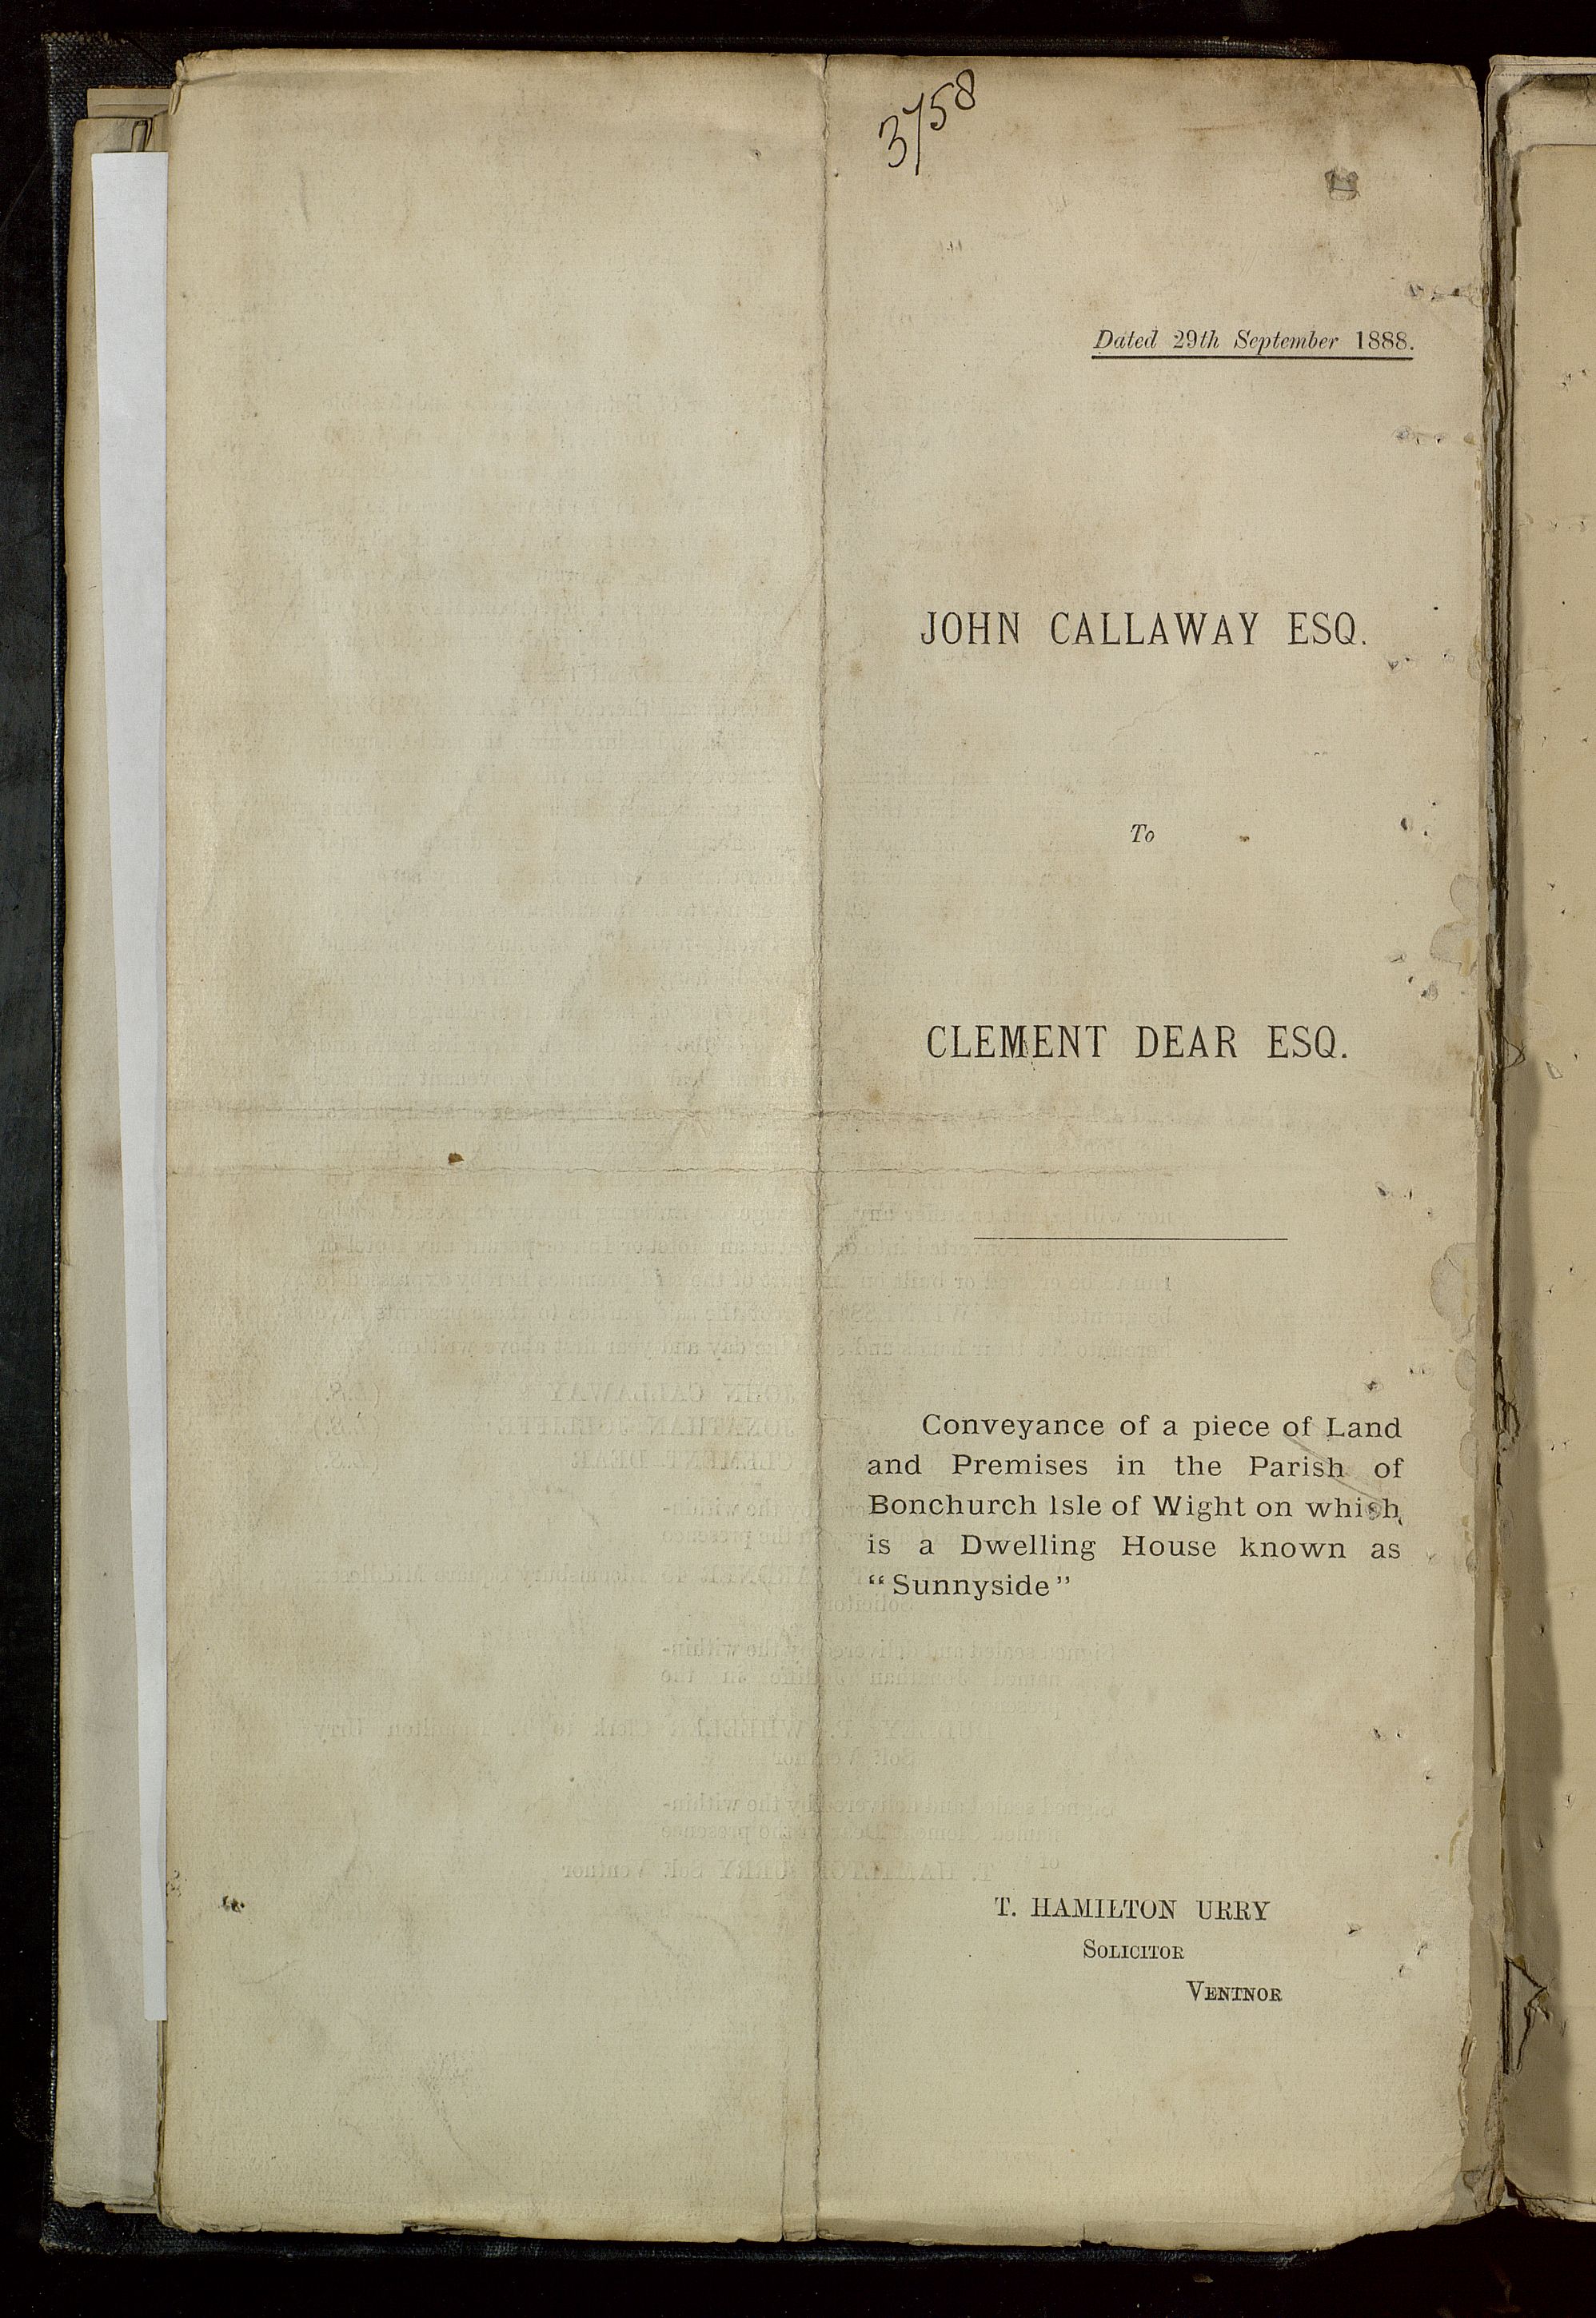 3758
Dated 29th September 1888.
JOHN CALLAWAY ESQ.
To
CLEMENT DEAR ESQ.
Conveyance of a piece of Land
and Premises in the Parish of
Bonchurch Isle of Wight on which
is a Dwelling House known as
“Sunnyside”
T. HAMILTON URRY
SOLICITOR
VENTNOR